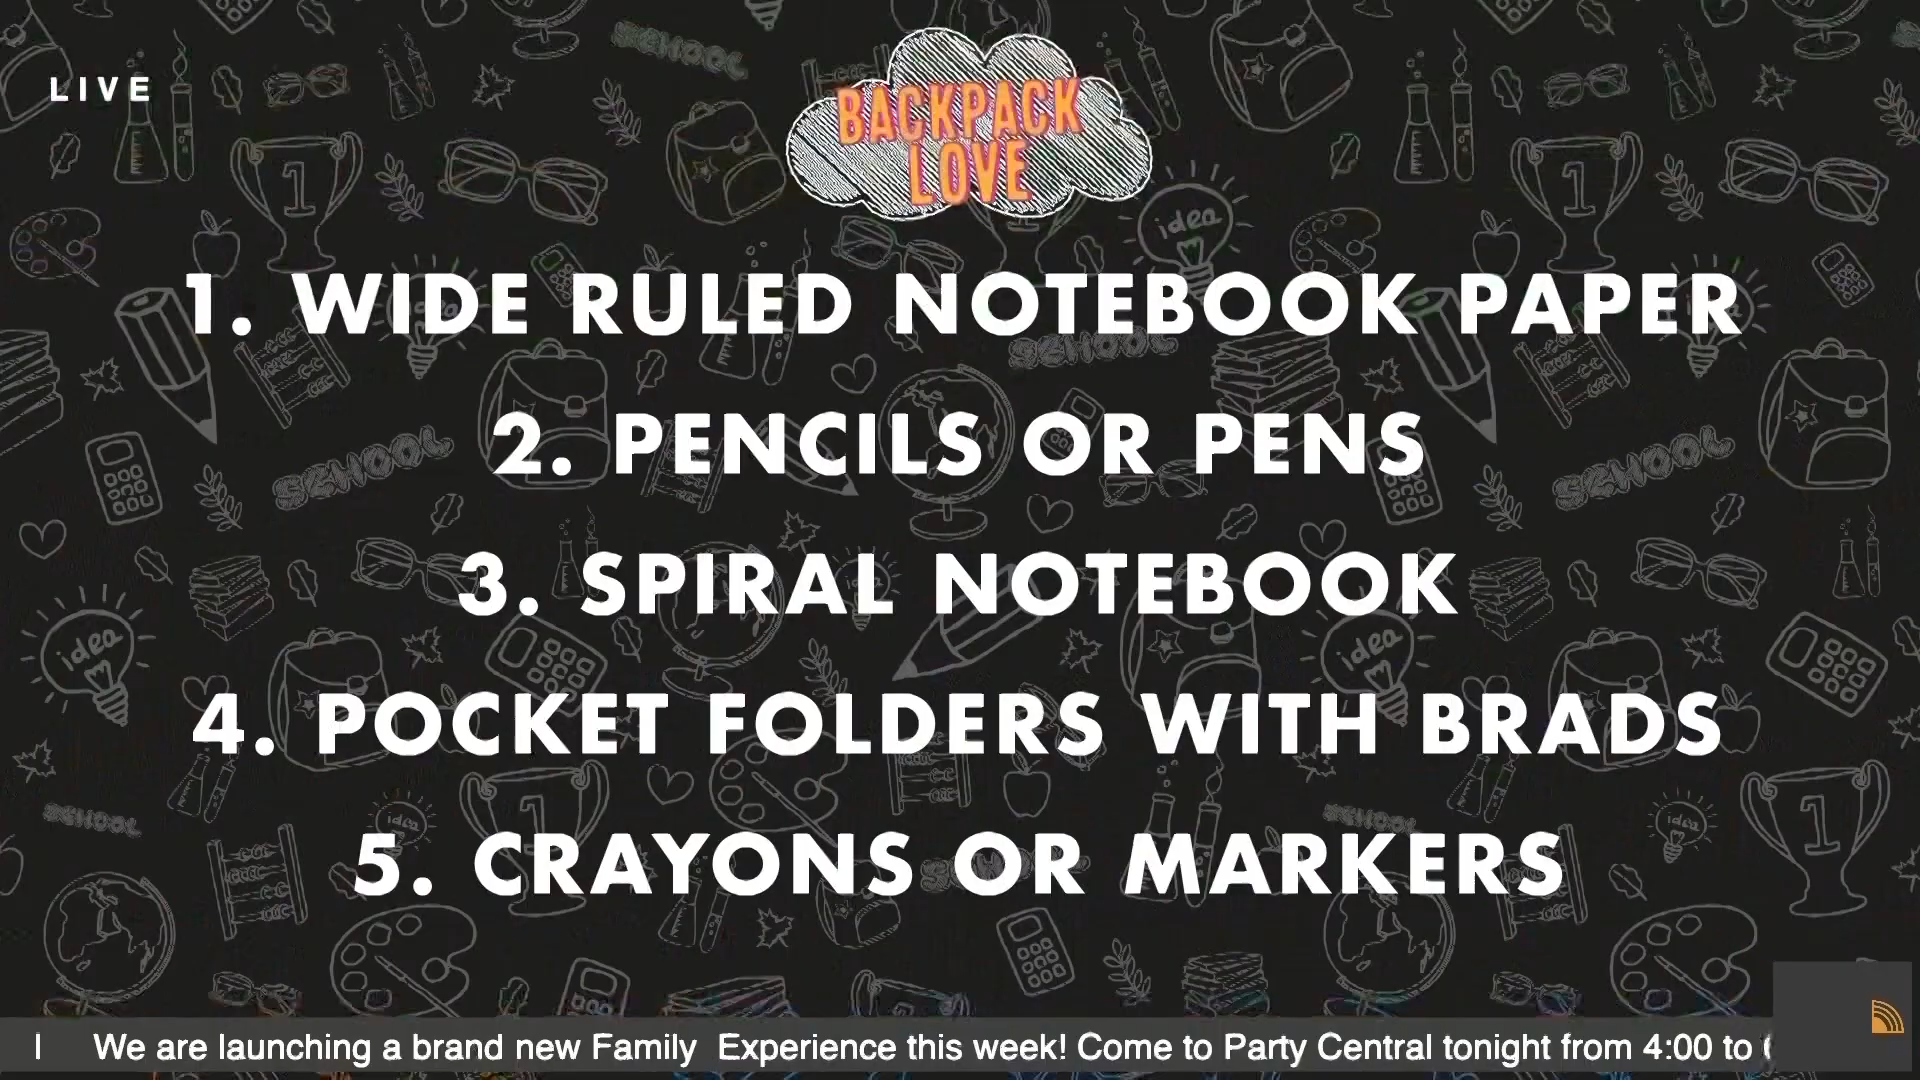 LIVE
BACKPACK
LOVE
1. WIDE RULED NOTEBOOK PAPER
2. PENCILS OR PENS
3. SPIRAL NOTEBOOK
4. POCKET FOLDERS WITH BRADS
5. CRAYONS OR MARKERS
We are launching a brand new Family Experience this week! Come to Party Central tonight from 4:00 to